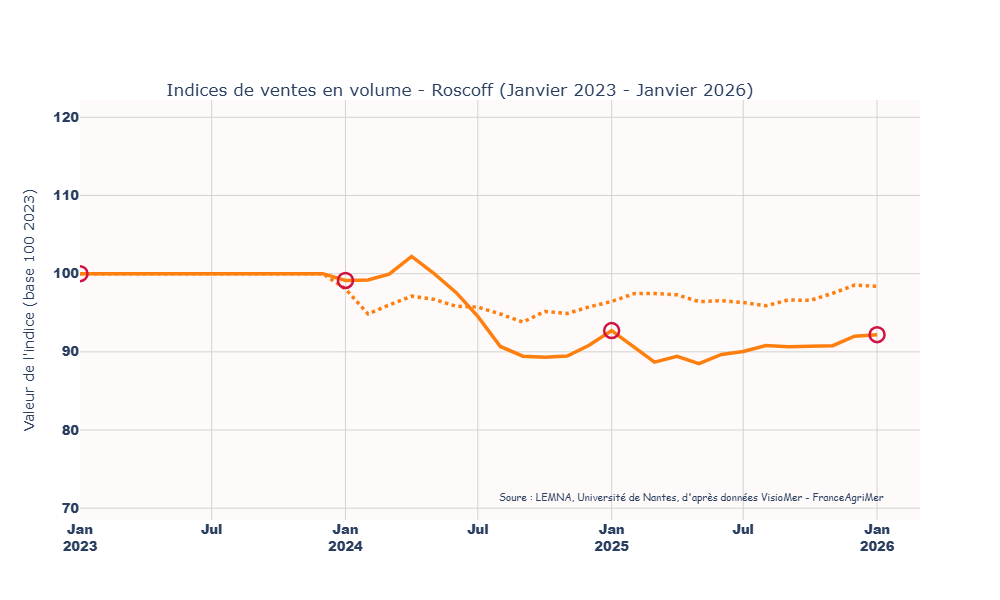 Indices de ventes en volume - Roscoff (Janvier 2023 - Janvier 2026)
Valeur de l'indice (base 100 2023)
120
110
100
90
80
70
Soure : LEMNA, Université de Nantes, d'après données VisioMer - FranceAgriMer
Jan Jul Jan Jul Jan Jul Jan
2023 2024 2025 2026